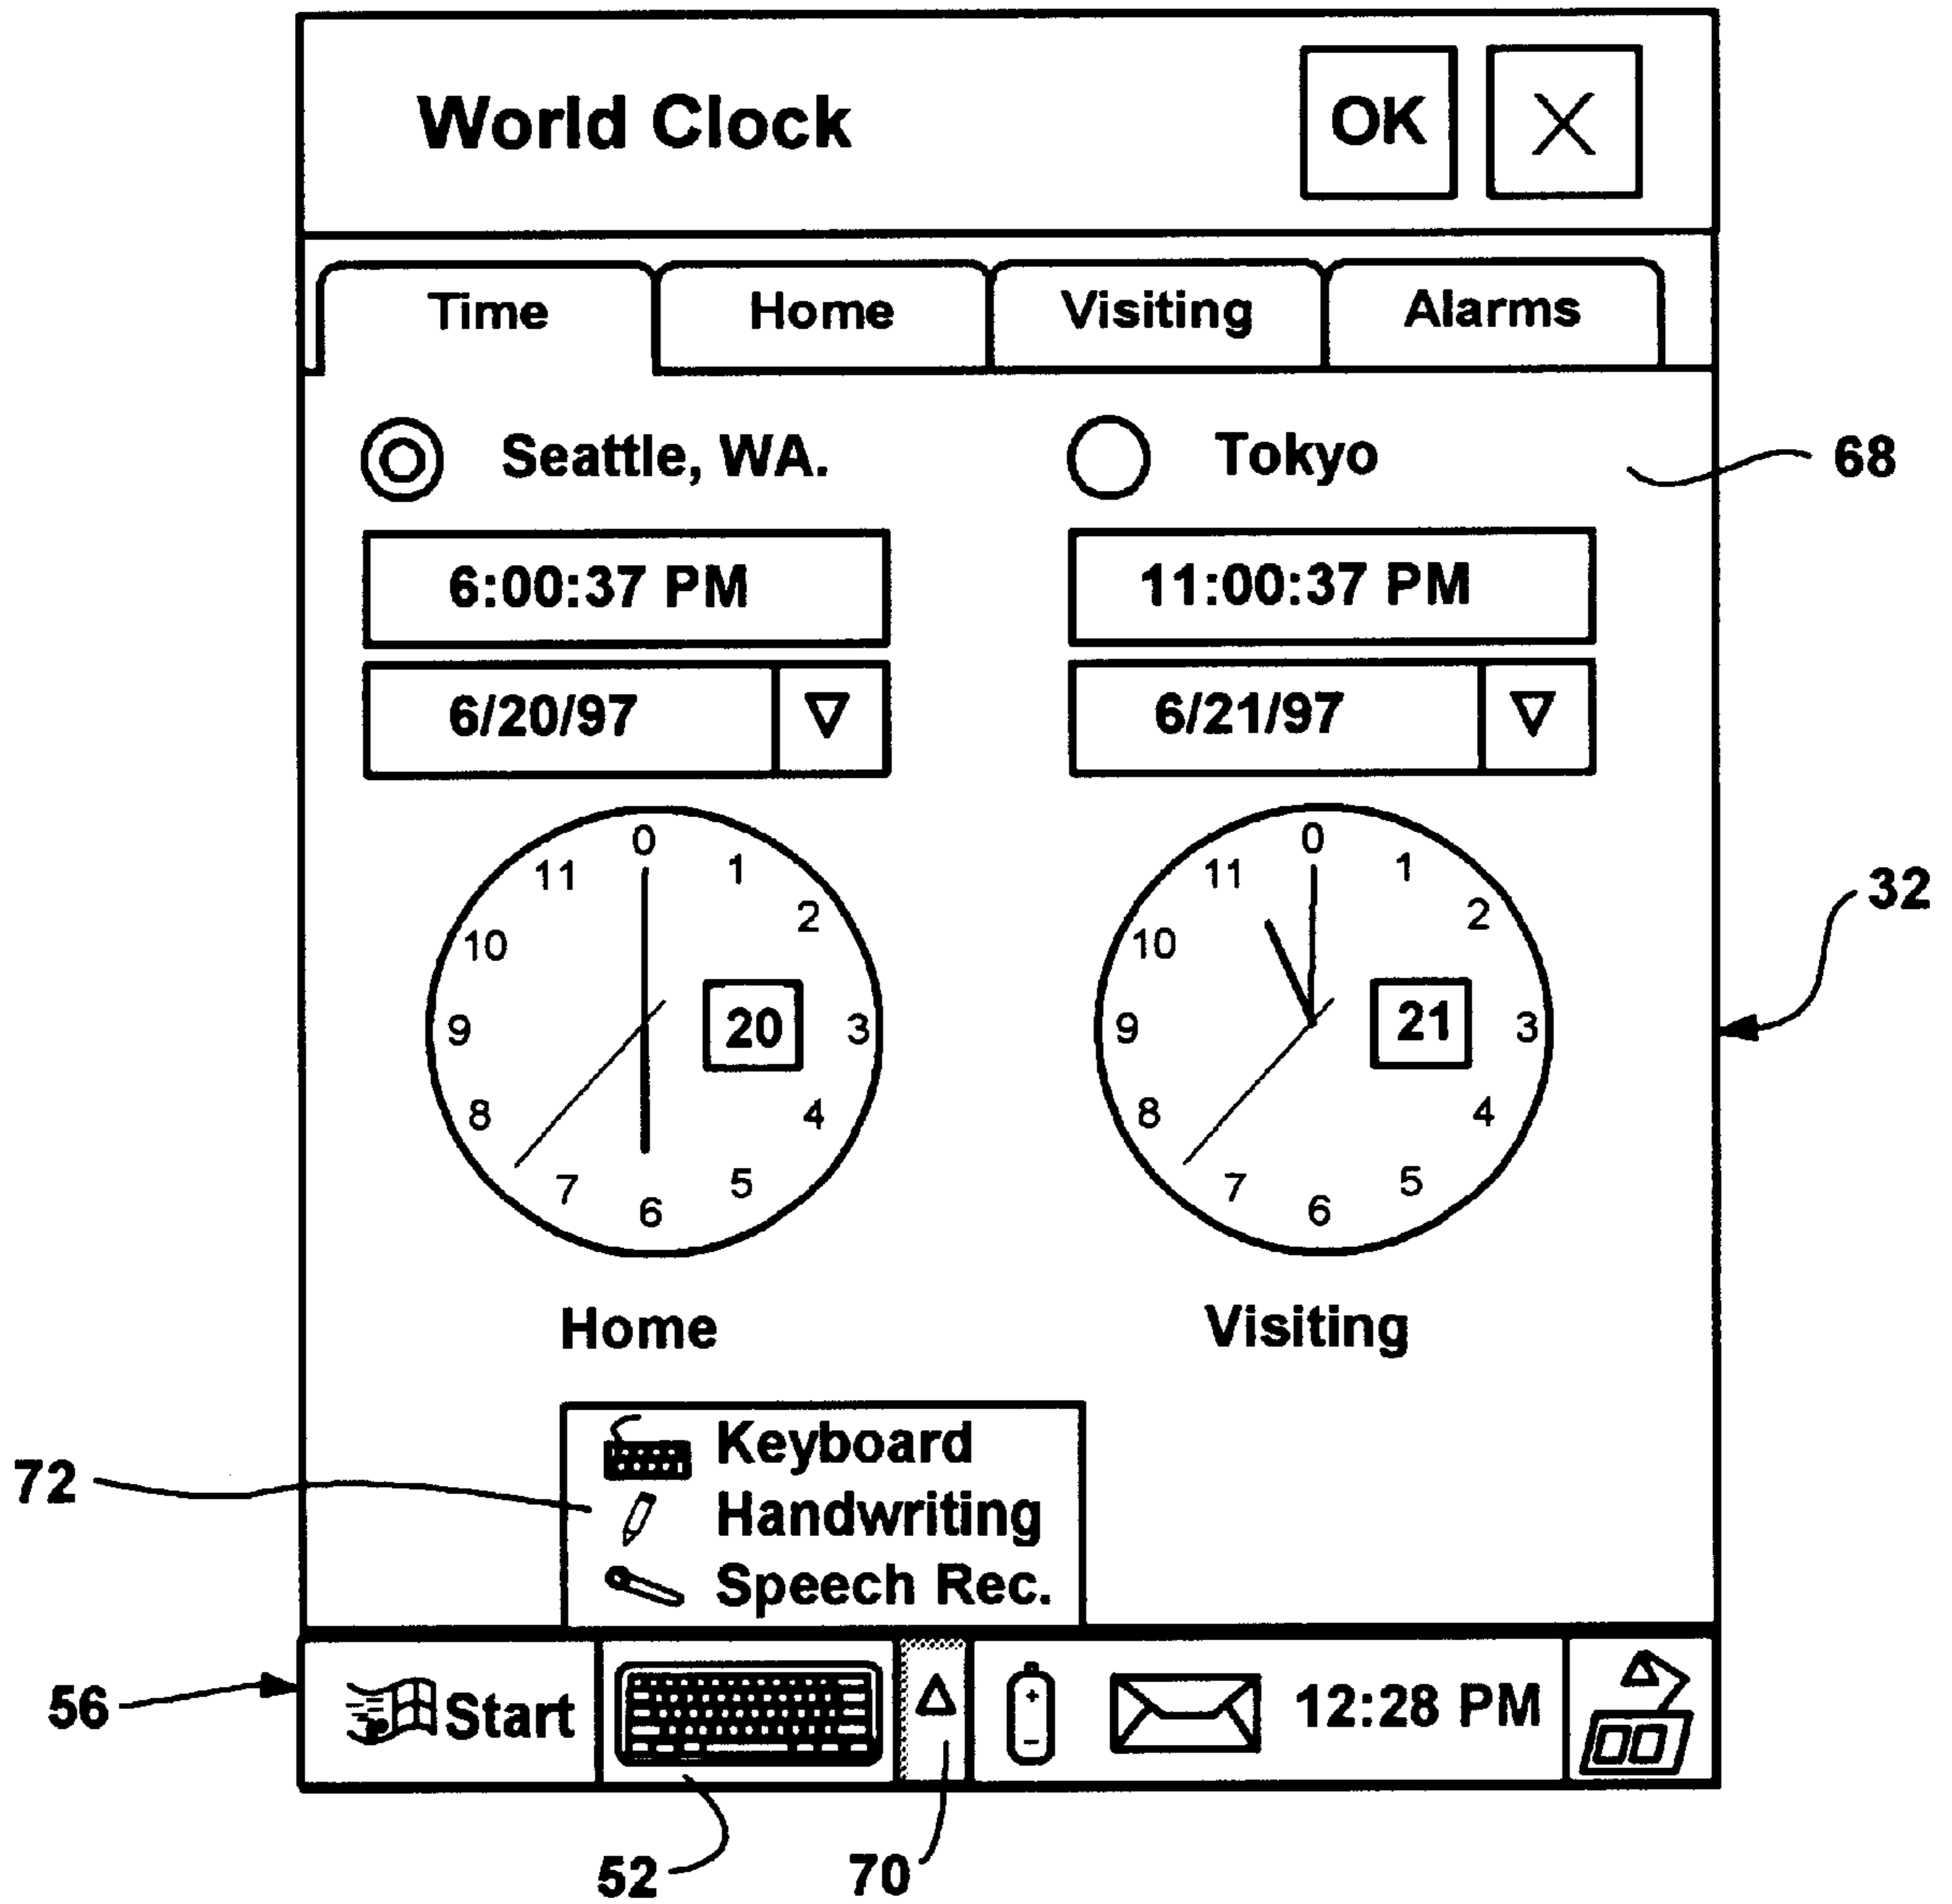 World Clock OK X
Time Home Visiting Alarms
Seattle, WA. Tokyo 68
6:00:37 PM 11:00:37 PM
6/20/97 6/21/97
0 1 2 3 4 5 6 7 8 9 10 11
20
0 1 2 3 4 5 6 7 8 9 10 11
21
32
Home Visiting
72
Keyboard
Handwriting
Speech Rec.
56 Start + - 12:28 PM
52 70